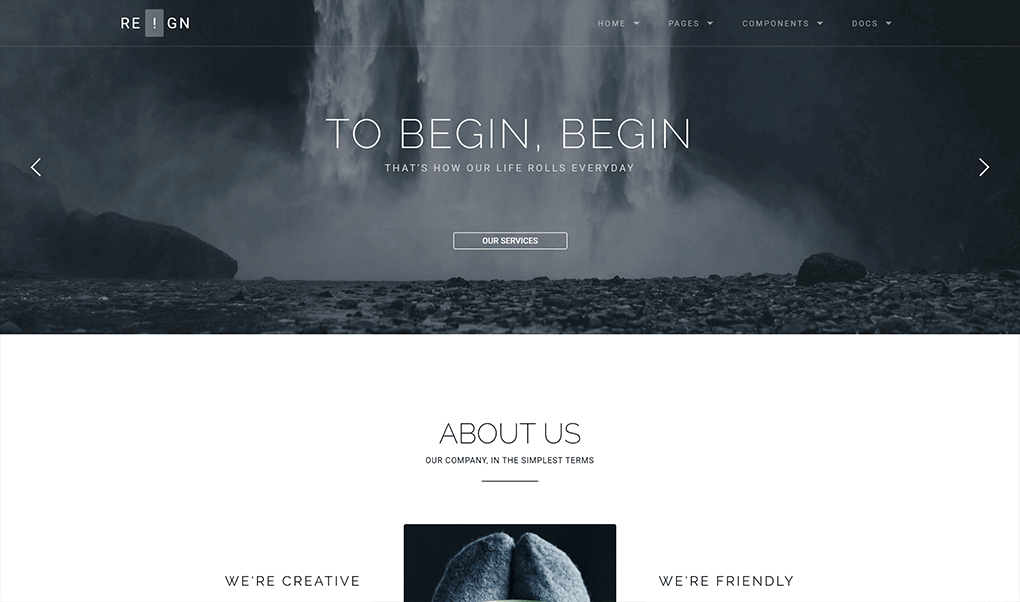 RE!GN
HOME PAGES COMPONENTS DOCS
TO BEGIN, BEGIN
THAT'S HOW OUR LIFE ROLLS EVERYDAY
OUR SERVICES
ABOUT US
OUR COMPANY, IN THE SIMPLEST TERMS
WE'RE CREATIVE
WE'RE FRIENDLY